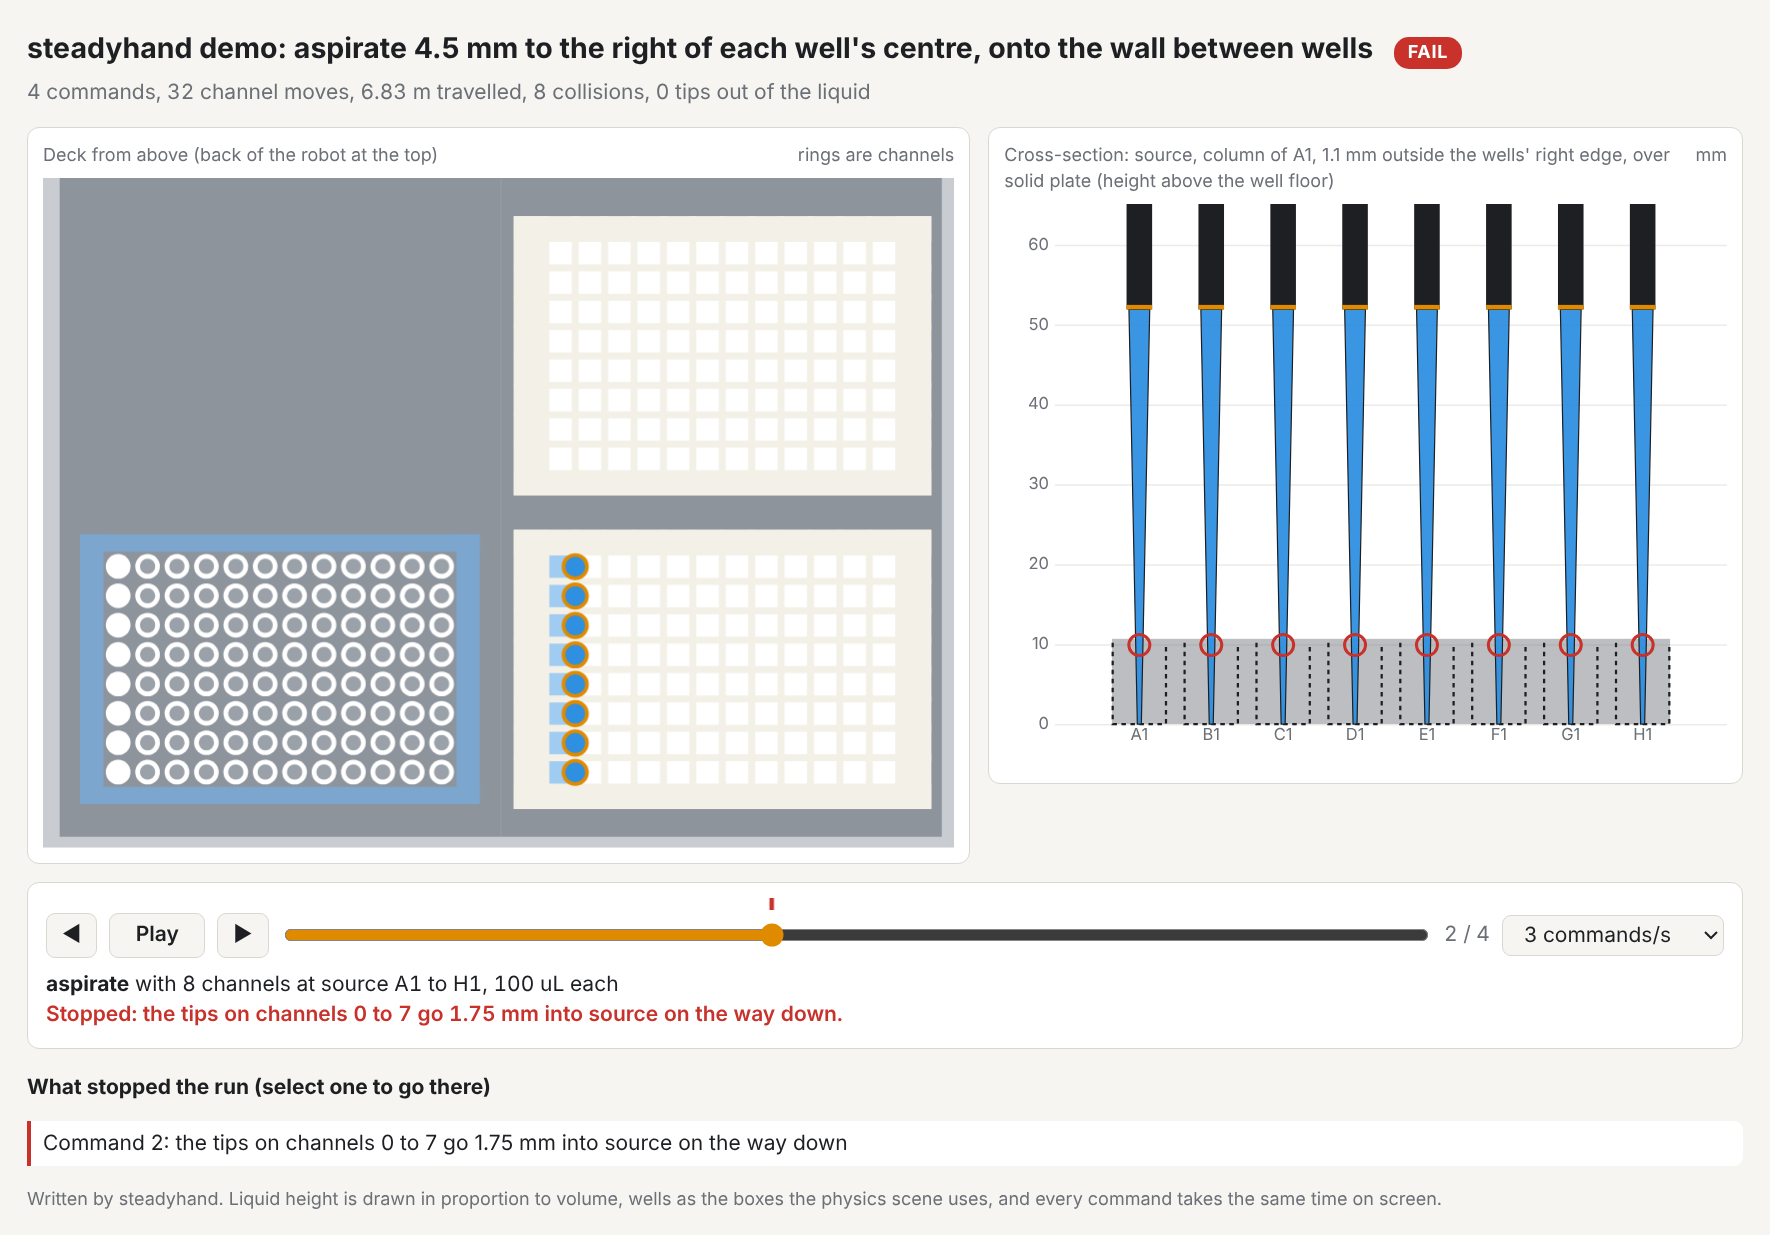 steadyhand demo: aspirate 4.5 mm to the right of each well's centre, onto the wall between wells FAIL
4 commands, 32 channel moves, 6.83 m travelled, 8 collisions, 0 tips out of the liquid
Deck from above (back of the robot at the top) rings are channels
Cross-section: source, column of A1, 1.1 mm outside the wells' right edge, over mm
solid plate (height above the well floor)
60
50
40
30
20
10
0
A1 B1 C1 D1 E1 F1 G1 H1
Play 2 / 4 3 commands/s
aspirate with 8 channels at source A1 to H1, 100 uL each
Stopped: the tips on channels 0 to 7 go 1.75 mm into source on the way down.
What stopped the run (select one to go there)
Command 2: the tips on channels 0 to 7 go 1.75 mm into source on the way down
Written by steadyhand. Liquid height is drawn in proportion to volume, wells as the boxes the physics scene uses, and every command takes the same time on screen.